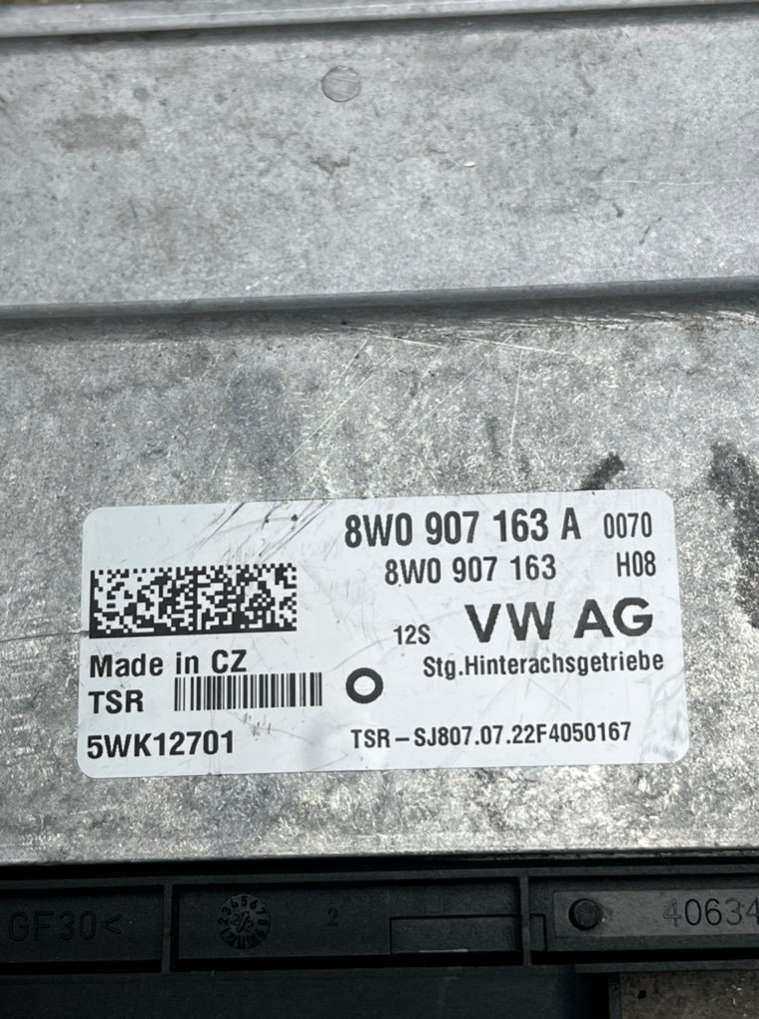 8W0 907 163 A 0070
8W0 907 163 H08
12S VW AG
Made in CZ
Stg.Hinterachsgetriebe
TSR
5WK12701
TSR-SJ807.07.22F4050167
GF30<
2
40634